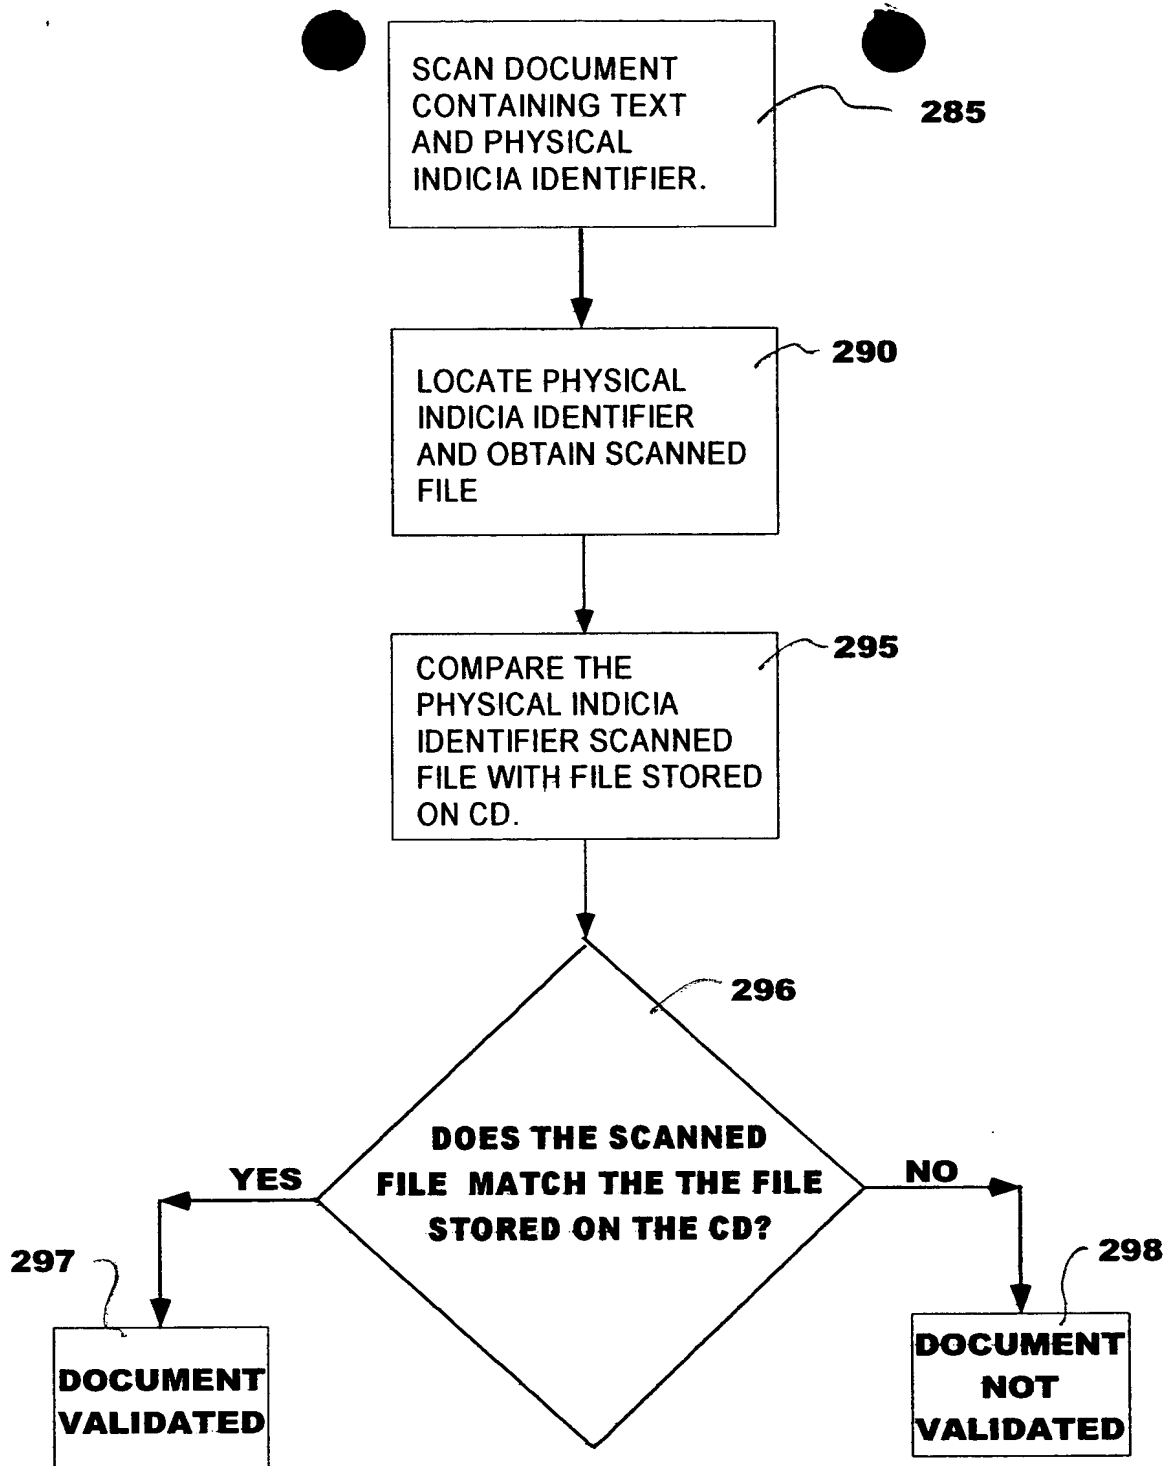 SCAN DOCUMENT
CONTAINING TEXT
AND PHYSICAL
INDICIA IDENTIFIER.
285
LOCATE PHYSICAL
INDICIA IDENTIFIER
AND OBTAIN SCANNED
FILE
290
COMPARE THE
PHYSICAL INDICIA
IDENTIFIER SCANNED
FILE WITH FILE STORED
ON CD.
295
296
DOES THE SCANNED
FILE MATCH THE THE FILE
STORED ON THE CD?
YES
NO
297
298
DOCUMENT
VALIDATED
DOCUMENT
NOT
VALIDATED